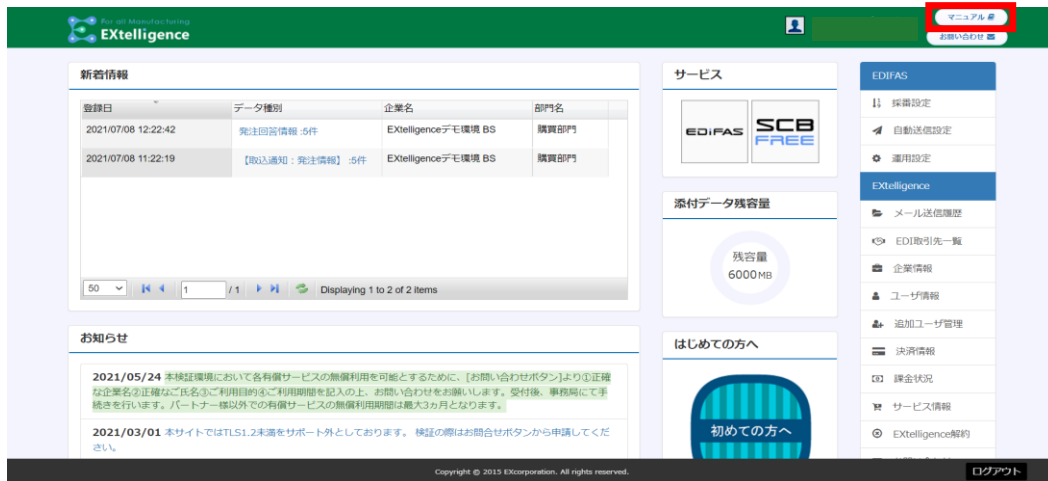 For all Manufacturing
EXtelligence
マニュアル
お問い合わせ
新着情報
登録日 データ種別 企業名 部門名
2021/07/08 12:22:42 発注回答情報 :5件 EXtelligenceデモ環境 BS 購買部門
2021/07/08 11:22:19 【取込通知：発注情報】 :5件 EXtelligenceデモ環境 BS 購買部門
50 1 / 1 Displaying 1 to 2 of 2 items
お知らせ
2021/05/24 本検証環境において各有償サービスの無償利用を可能とするために、[お問い合わせボタン]より①正確
な企業名②正確なご氏名③ご利用目的④ご利用期間を記入の上、お問い合わせをお願いします。受付後、事務局にて手
続きを行います。パートナー様以外での有償サービスの無償利用期間は最大3ヵ月となります。
2021/03/01 本サイトではTLS1.2未満をサポート外としております。 検証の際はお問合せボタンから申請してくだ
さい。
サービス
EDIFAS
SCB
FREE
添付データ残容量
残容量
6000MB
はじめての方へ
初めての方へ
EDIFAS
採番設定
自動送信設定
運用設定
EXtelligence
メール送信履歴
EDI取引先一覧
企業情報
ユーザ情報
追加ユーザ管理
決済情報
課金状況
サービス情報
EXtelligence解約
Copyright © 2015 EXcorporation. All rights reserved.
ログアウト